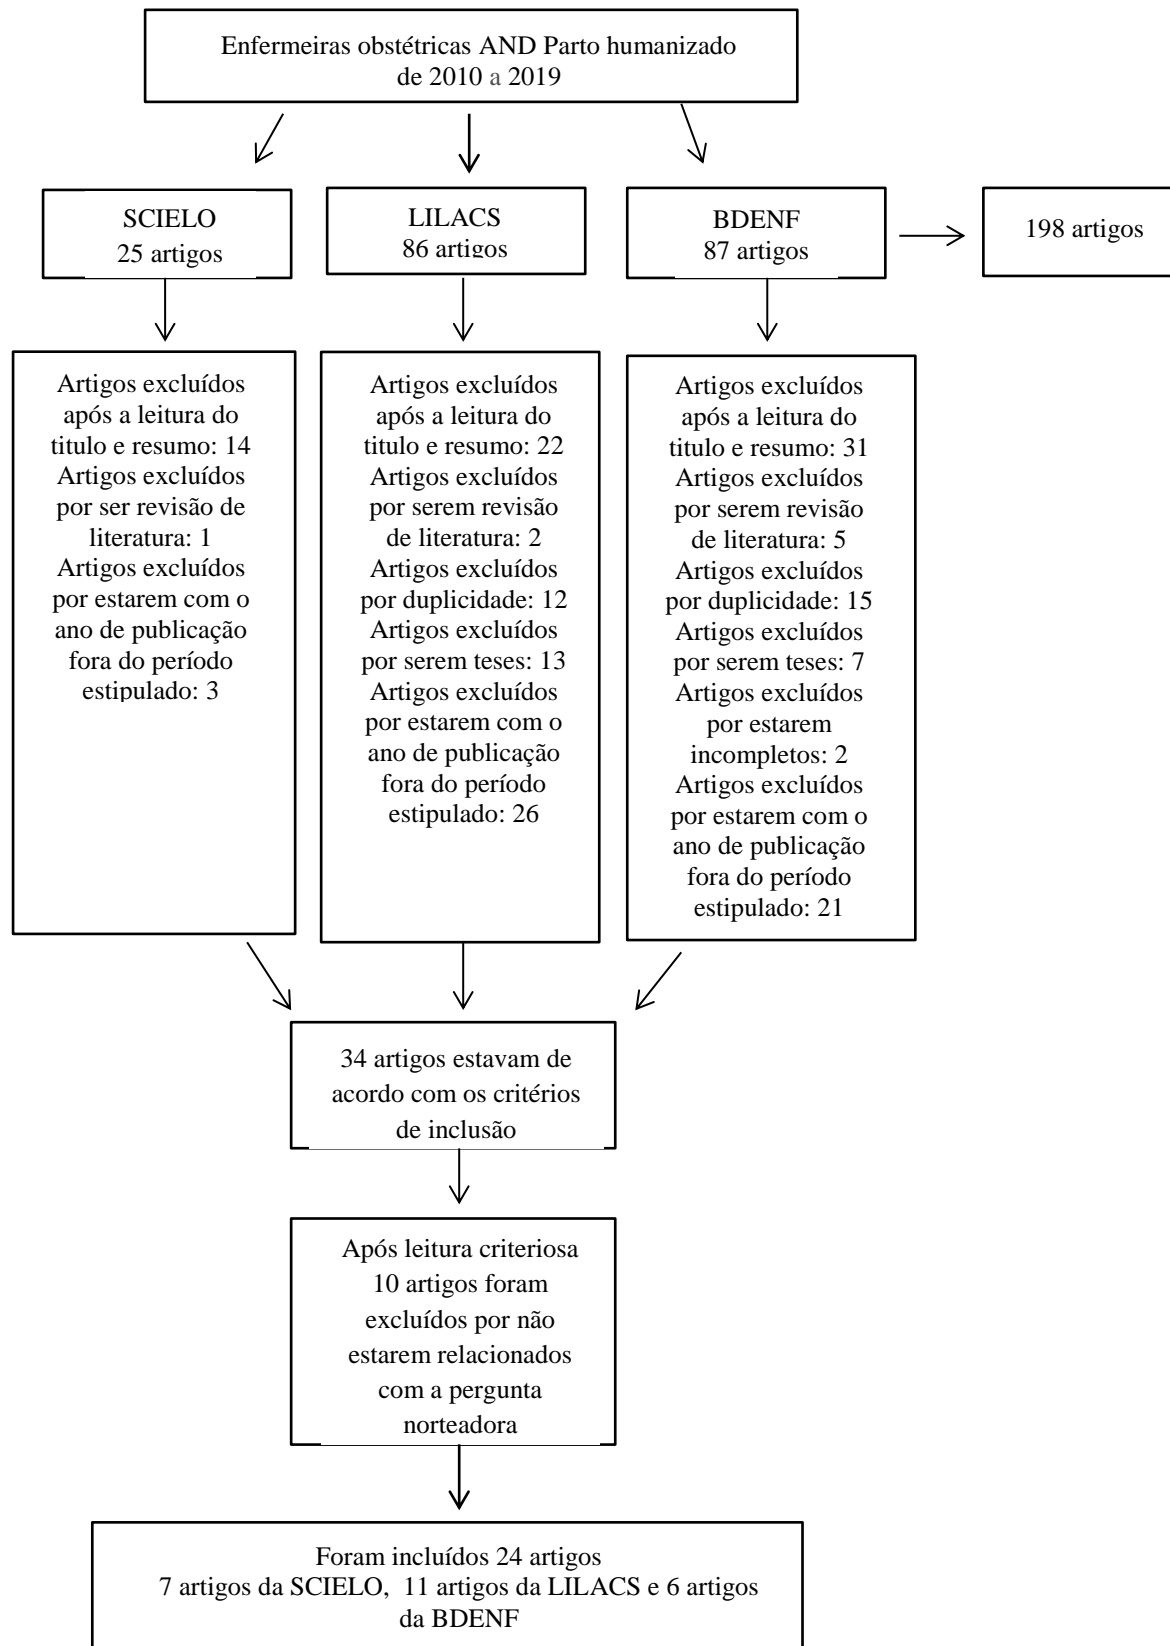 Enfermeiras obstétricas AND Parto humanizado
de 2010 a 2019
SCIELO
25 artigos
LILACS
86 artigos
BDENF
87 artigos
198 artigos
Artigos excluídos
após a leitura do
titulo e resumo: 14
Artigos excluídos
por ser revisão de
literatura: 1
Artigos excluídos
por estarem com o
ano de publicação
fora do período
estipulado: 3
Artigos excluídos
após a leitura do
titulo e resumo: 22
Artigos excluídos
por serem revisão
de literatura: 2
Artigos excluídos
por duplicidade: 12
Artigos excluídos
por serem teses: 13
Artigos excluídos
por estarem com o
ano de publicação
fora do período
estipulado: 26
Artigos excluídos
após a leitura do
titulo e resumo: 31
Artigos excluídos
por serem revisão
de literatura: 5
Artigos excluídos
por duplicidade: 15
Artigos excluídos
por serem teses: 7
Artigos excluídos
por estarem
incompletos: 2
Artigos excluídos
por estarem com o
ano de publicação
fora do período
estipulado: 21
34 artigos estavam de
acordo com os critérios
de inclusão
Após leitura criteriosa
10 artigos foram
excluídos por não
estarem relacionados
com a pergunta
norteadora
Foram incluídos 24 artigos
7 artigos da SCIELO, 11 artigos da LILACS e 6 artigos
da BDENF